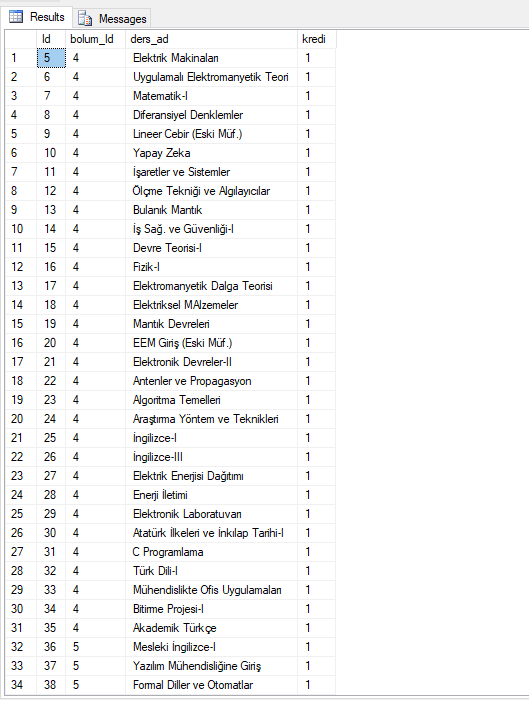 Results Messages
Id bolum_Id ders_ad kredi
1 5 4 Elektrik Makinaları 1
2 6 4 Uygulamalı Elektromanyetik Teori 1
3 7 4 Matematik-I 1
4 8 4 Diferansiyel Denklemler 1
5 9 4 Lineer Cebir (Eski Müf.) 1
6 10 4 Yapay Zeka 1
7 11 4 İşaretler ve Sistemler 1
8 12 4 Ölçme Tekniği ve Algılayıcılar 1
9 13 4 Bulanık Mantık 1
10 14 4 İş Sağ. ve Güvenliği-I 1
11 15 4 Devre Teorisi-I 1
12 16 4 Fizik-I 1
13 17 4 Elektromanyetik Dalga Teorisi 1
14 18 4 Elektriksel MAlzemeler 1
15 19 4 Mantık Devreleri 1
16 20 4 EEM Giriş (Eski Müf.) 1
17 21 4 Elektronik Devreler-II 1
18 22 4 Antenler ve Propagasyon 1
19 23 4 Algoritma Temelleri 1
20 24 4 Araştırma Yöntem ve Teknikleri 1
21 25 4 İngilizce-I 1
22 26 4 İngilizce-III 1
23 27 4 Elektrik Enerjisi Dağıtımı 1
24 28 4 Enerji İletimi 1
25 29 4 Elektronik Laboratuvarı 1
26 30 4 Atatürk İlkeleri ve İnkılap Tarihi-I 1
27 31 4 C Programlama 1
28 32 4 Türk Dili-I 1
29 33 4 Mühendislikte Ofis Uygulamaları 1
30 34 4 Bitirme Projesi-I 1
31 35 4 Akademik Türkçe 1
32 36 5 Mesleki İngilizce-I 1
33 37 5 Yazılım Mühendisliğine Giriş 1
34 38 5 Formal Diller ve Otomatlar 1